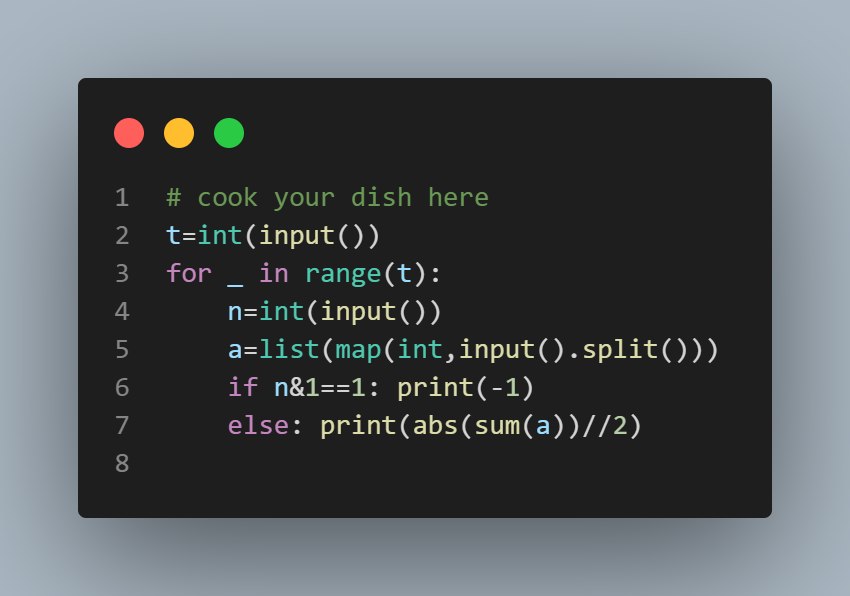 1 # cook your dish here
2 t=int(input())
3 for _ in range(t):
4     n=int(input())
5     a=list(map(int,input().split()))
6     if n&1==1: print(-1)
7     else: print(abs(sum(a))//2)
8